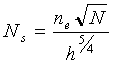 N_s = \frac{n_e \sqrt{N}}{h^{5/4}}